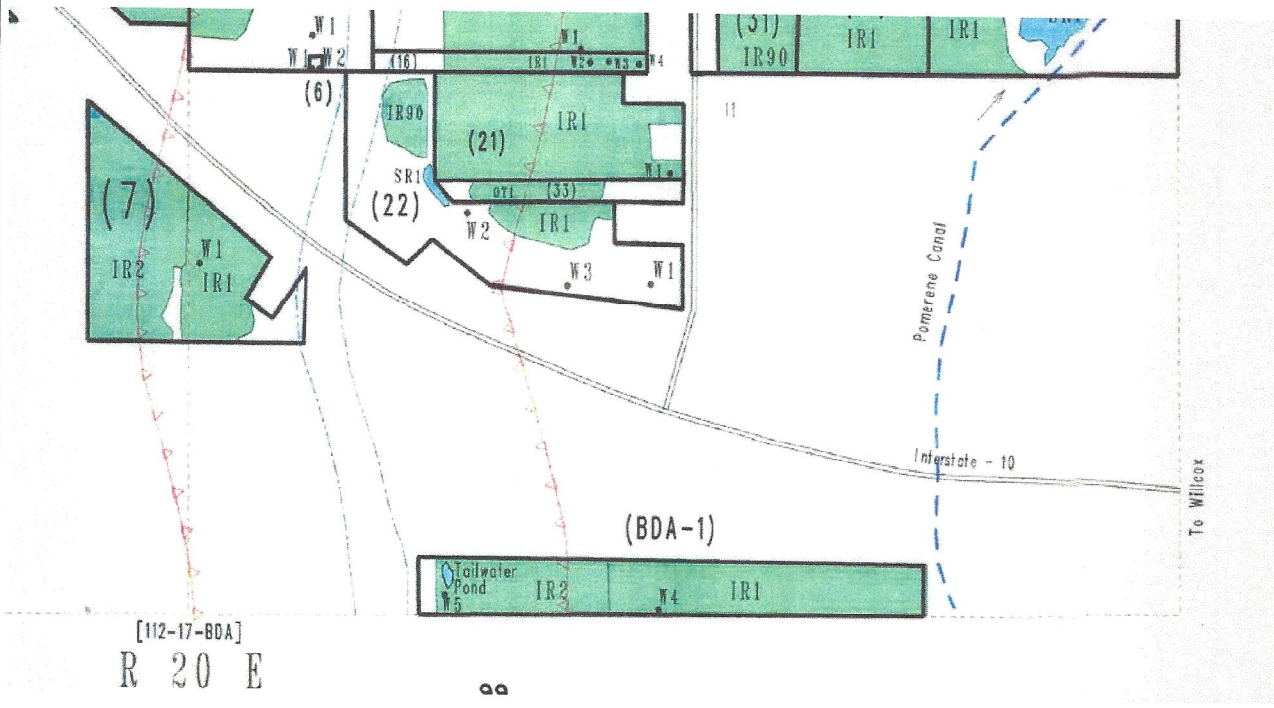 W1
W1 W2
(6)
(16)
W1
IR1 W2 W3 W4
(31)
IR90
IR1
IR1
IR90
IR1
(21)
W1
11
SR1
OT1 (33)
(22)
W2
IR1
W3
W1
(7)
W1
IR2
IR1
Pomerene Canal
Interstate - 10
To Willcox
(BDA-1)
Tailwater
Pond
W5
IR2
W4
IR1
[112-17-BDA]
R 20 E